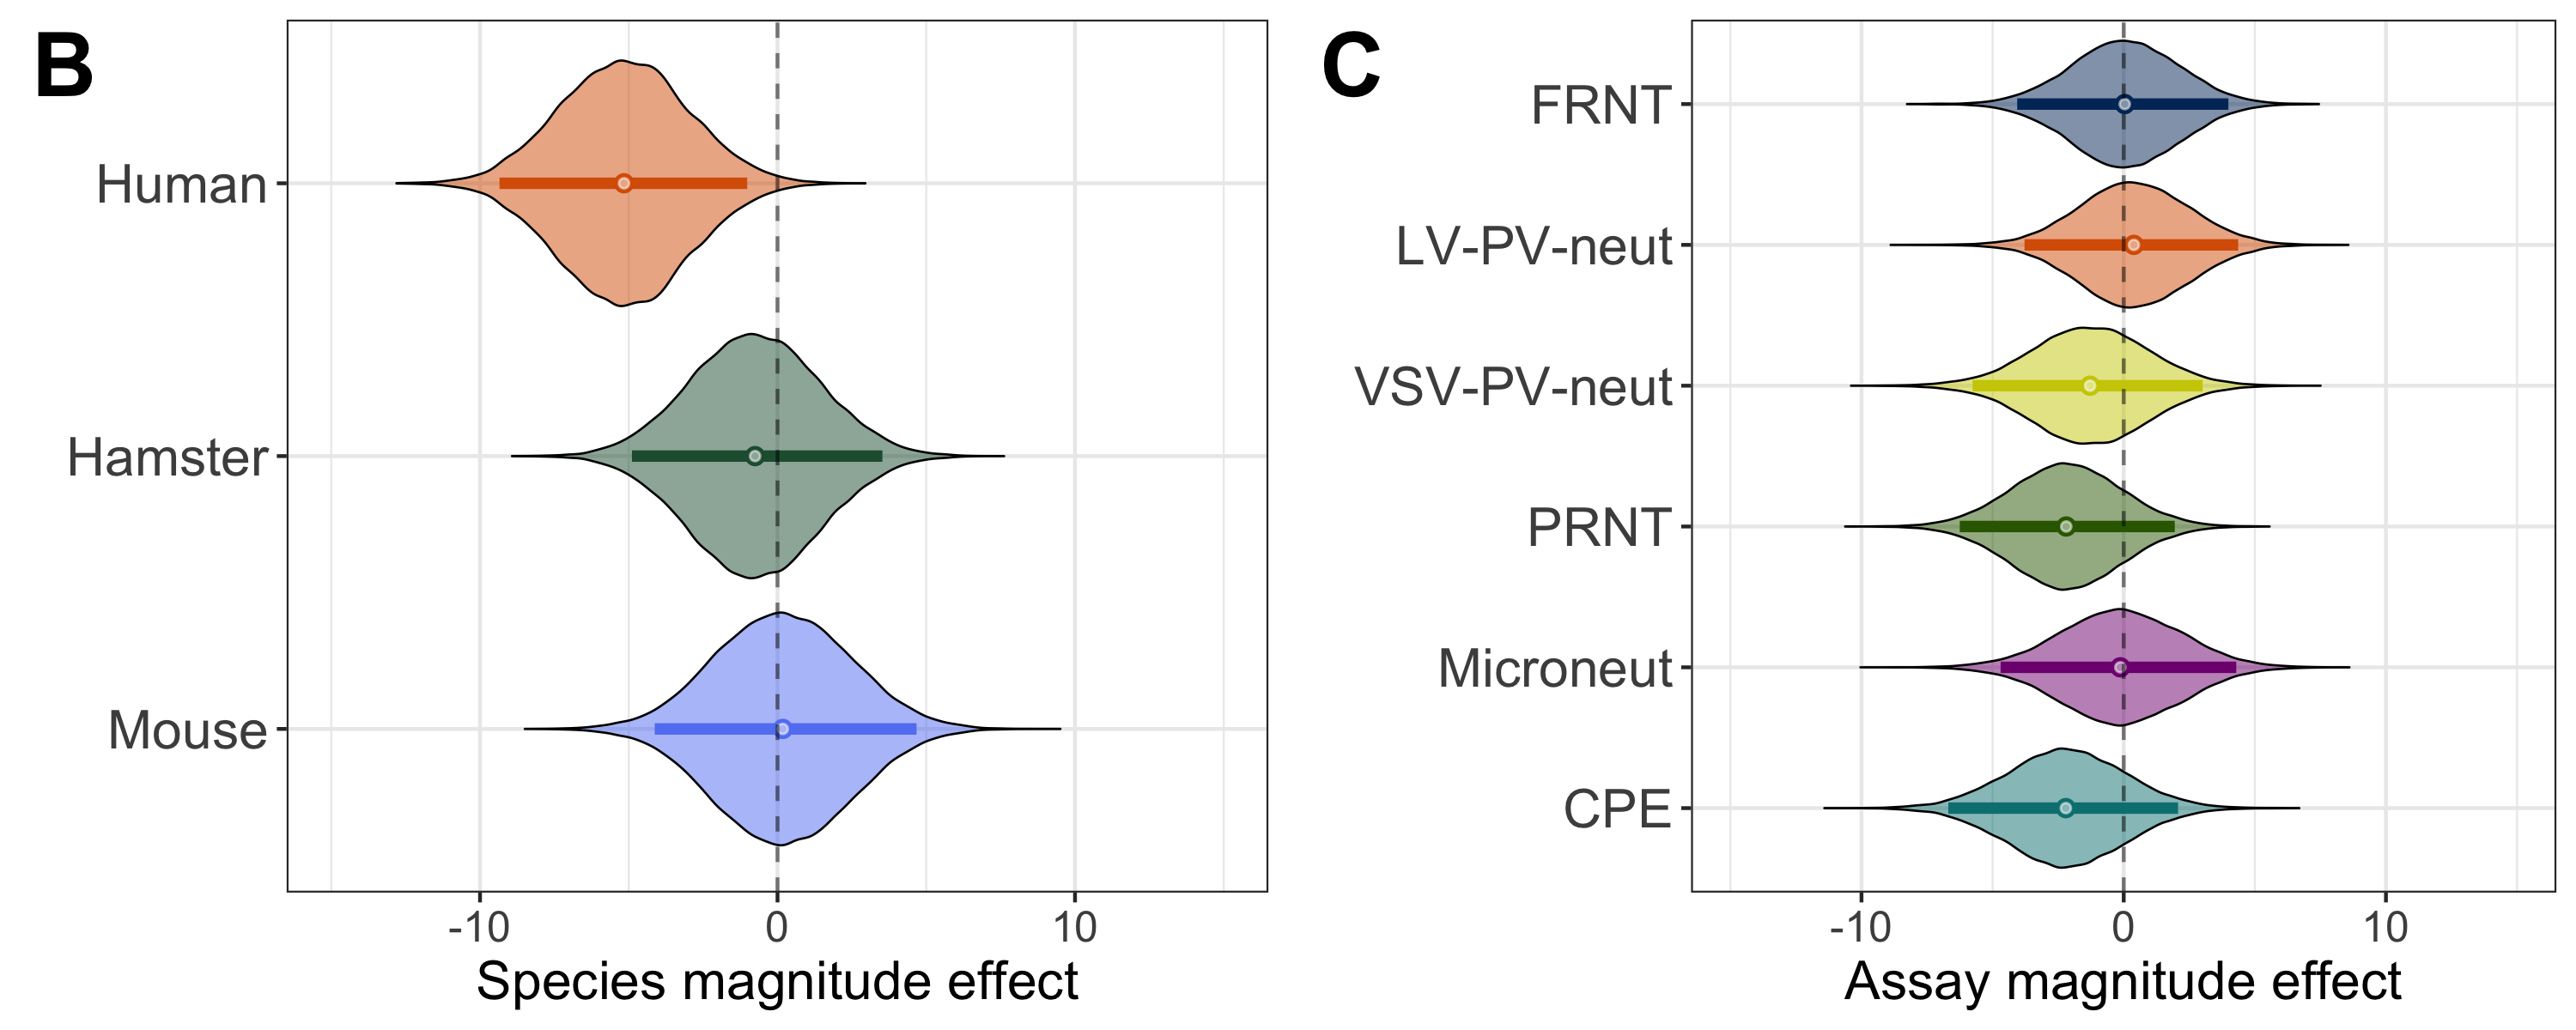 B
Human
Hamster
Mouse
-10 0 10
Species magnitude effect
C
FRNT
LV-PV-neut
VSV-PV-neut
PRNT
Microneut
CPE
-10 0 10
Assay magnitude effect